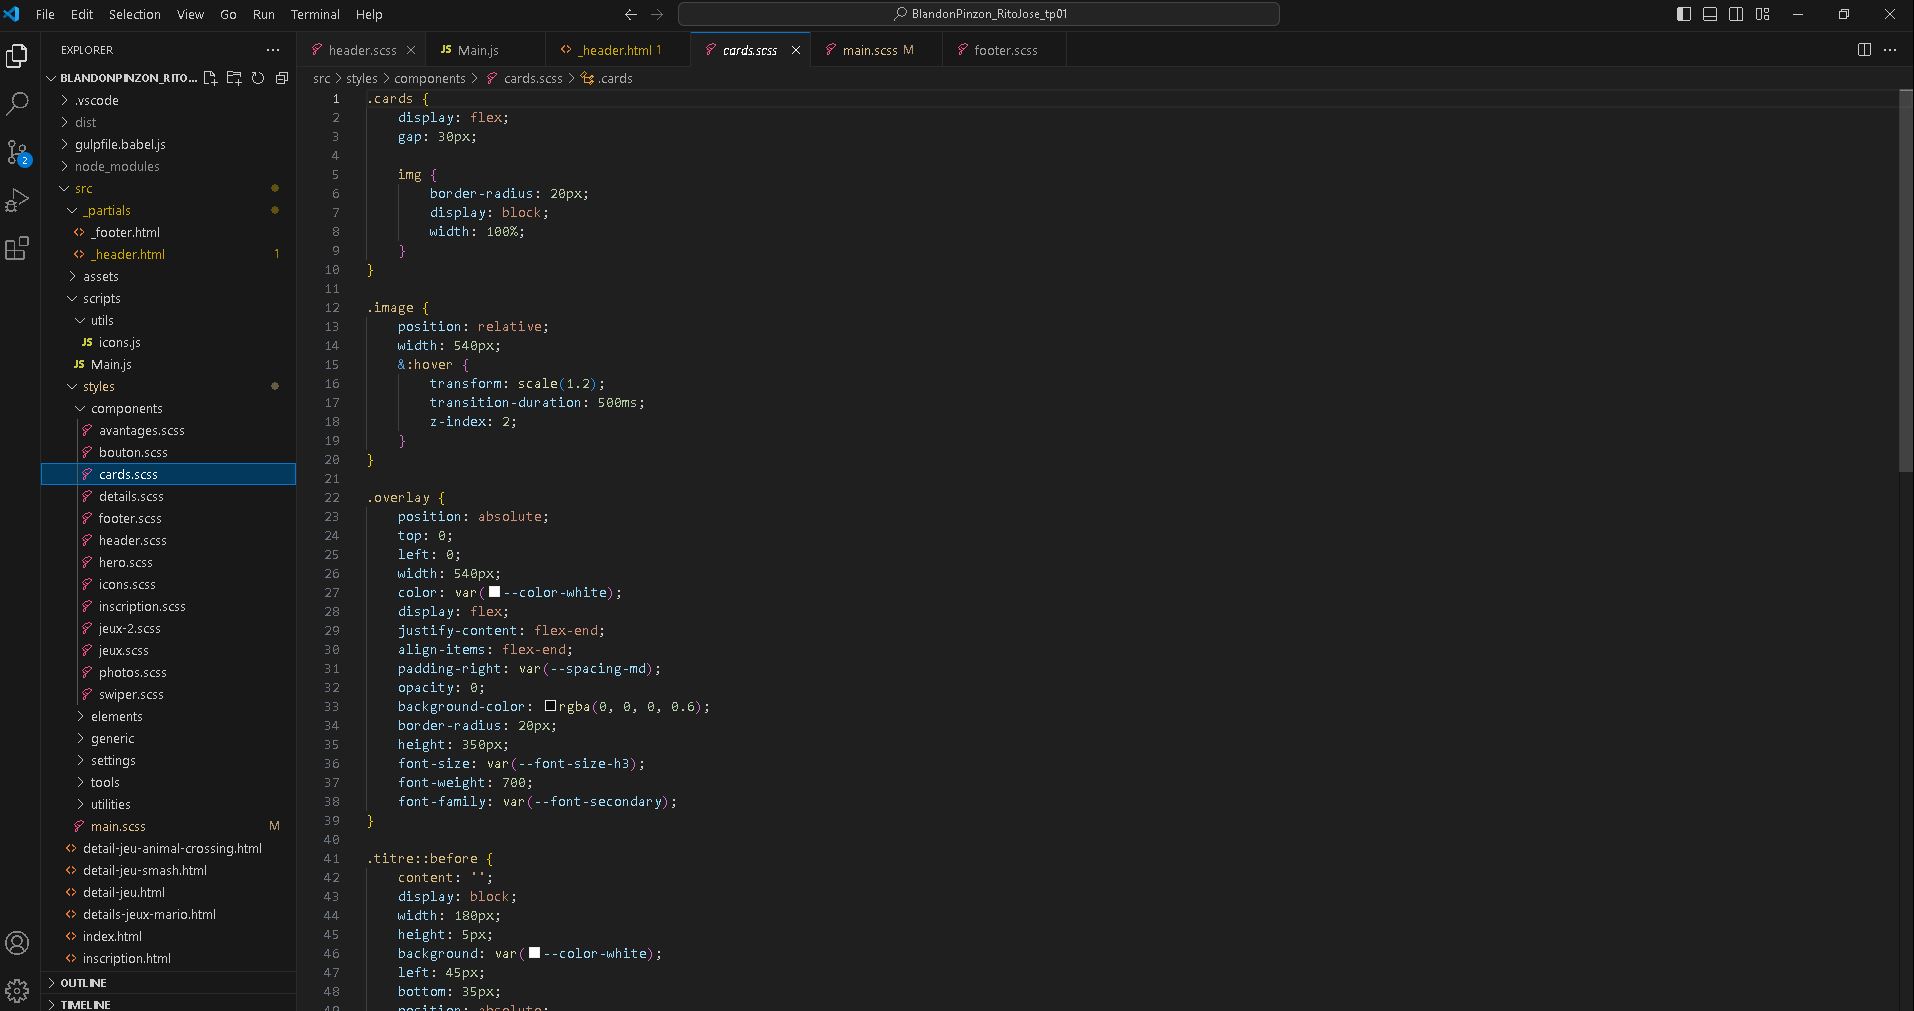 File Edit Selection View Go Run Terminal Help
BlandonPinzon_RitoJose_tp01
EXPLORER
BLANDONPINZON_RITO...
.vscode
dist
gulpfile.babel.js
node_modules
src
_partials
_footer.html
_header.html 1
assets
scripts
utils
JS icons.js
JS Main.js
styles
components
avantages.scss
bouton.scss
cards.scss
details.scss
footer.scss
header.scss
hero.scss
icons.scss
inscription.scss
jeux-2.scss
jeux.scss
photos.scss
swiper.scss
elements
generic
settings
tools
utilities
main.scss M
detail-jeu-animal-crossing.html
detail-jeu-smash.html
detail-jeu.html
details-jeux-mario.html
index.html
inscription.html
OUTLINE
TIMELINE
2
header.scss JS Main.js _header.html 1 cards.scss main.scss M footer.scss
src > styles > components > cards.scss > .cards
1 .cards {
2 display: flex;
3 gap: 30px;
4
5 img {
6 border-radius: 20px;
7 display: block;
8 width: 100%;
9 }
10 }
11
12 .image {
13 position: relative;
14 width: 540px;
15 &:hover {
16 transform: scale(1.2);
17 transition-duration: 500ms;
18 z-index: 2;
19 }
20 }
21
22 .overlay {
23 position: absolute;
24 top: 0;
25 left: 0;
26 width: 540px;
27 color: var(--color-white);
28 display: flex;
29 justify-content: flex-end;
30 align-items: flex-end;
31 padding-right: var(--spacing-md);
32 opacity: 0;
33 background-color: rgba(0, 0, 0, 0.6);
34 border-radius: 20px;
35 height: 350px;
36 font-size: var(--font-size-h3);
37 font-weight: 700;
38 font-family: var(--font-secondary);
39 }
40
41 .titre::before {
42 content: '';
43 display: block;
44 width: 180px;
45 height: 5px;
46 background: var(--color-white);
47 left: 45px;
48 bottom: 35px;
49 position: absolute;